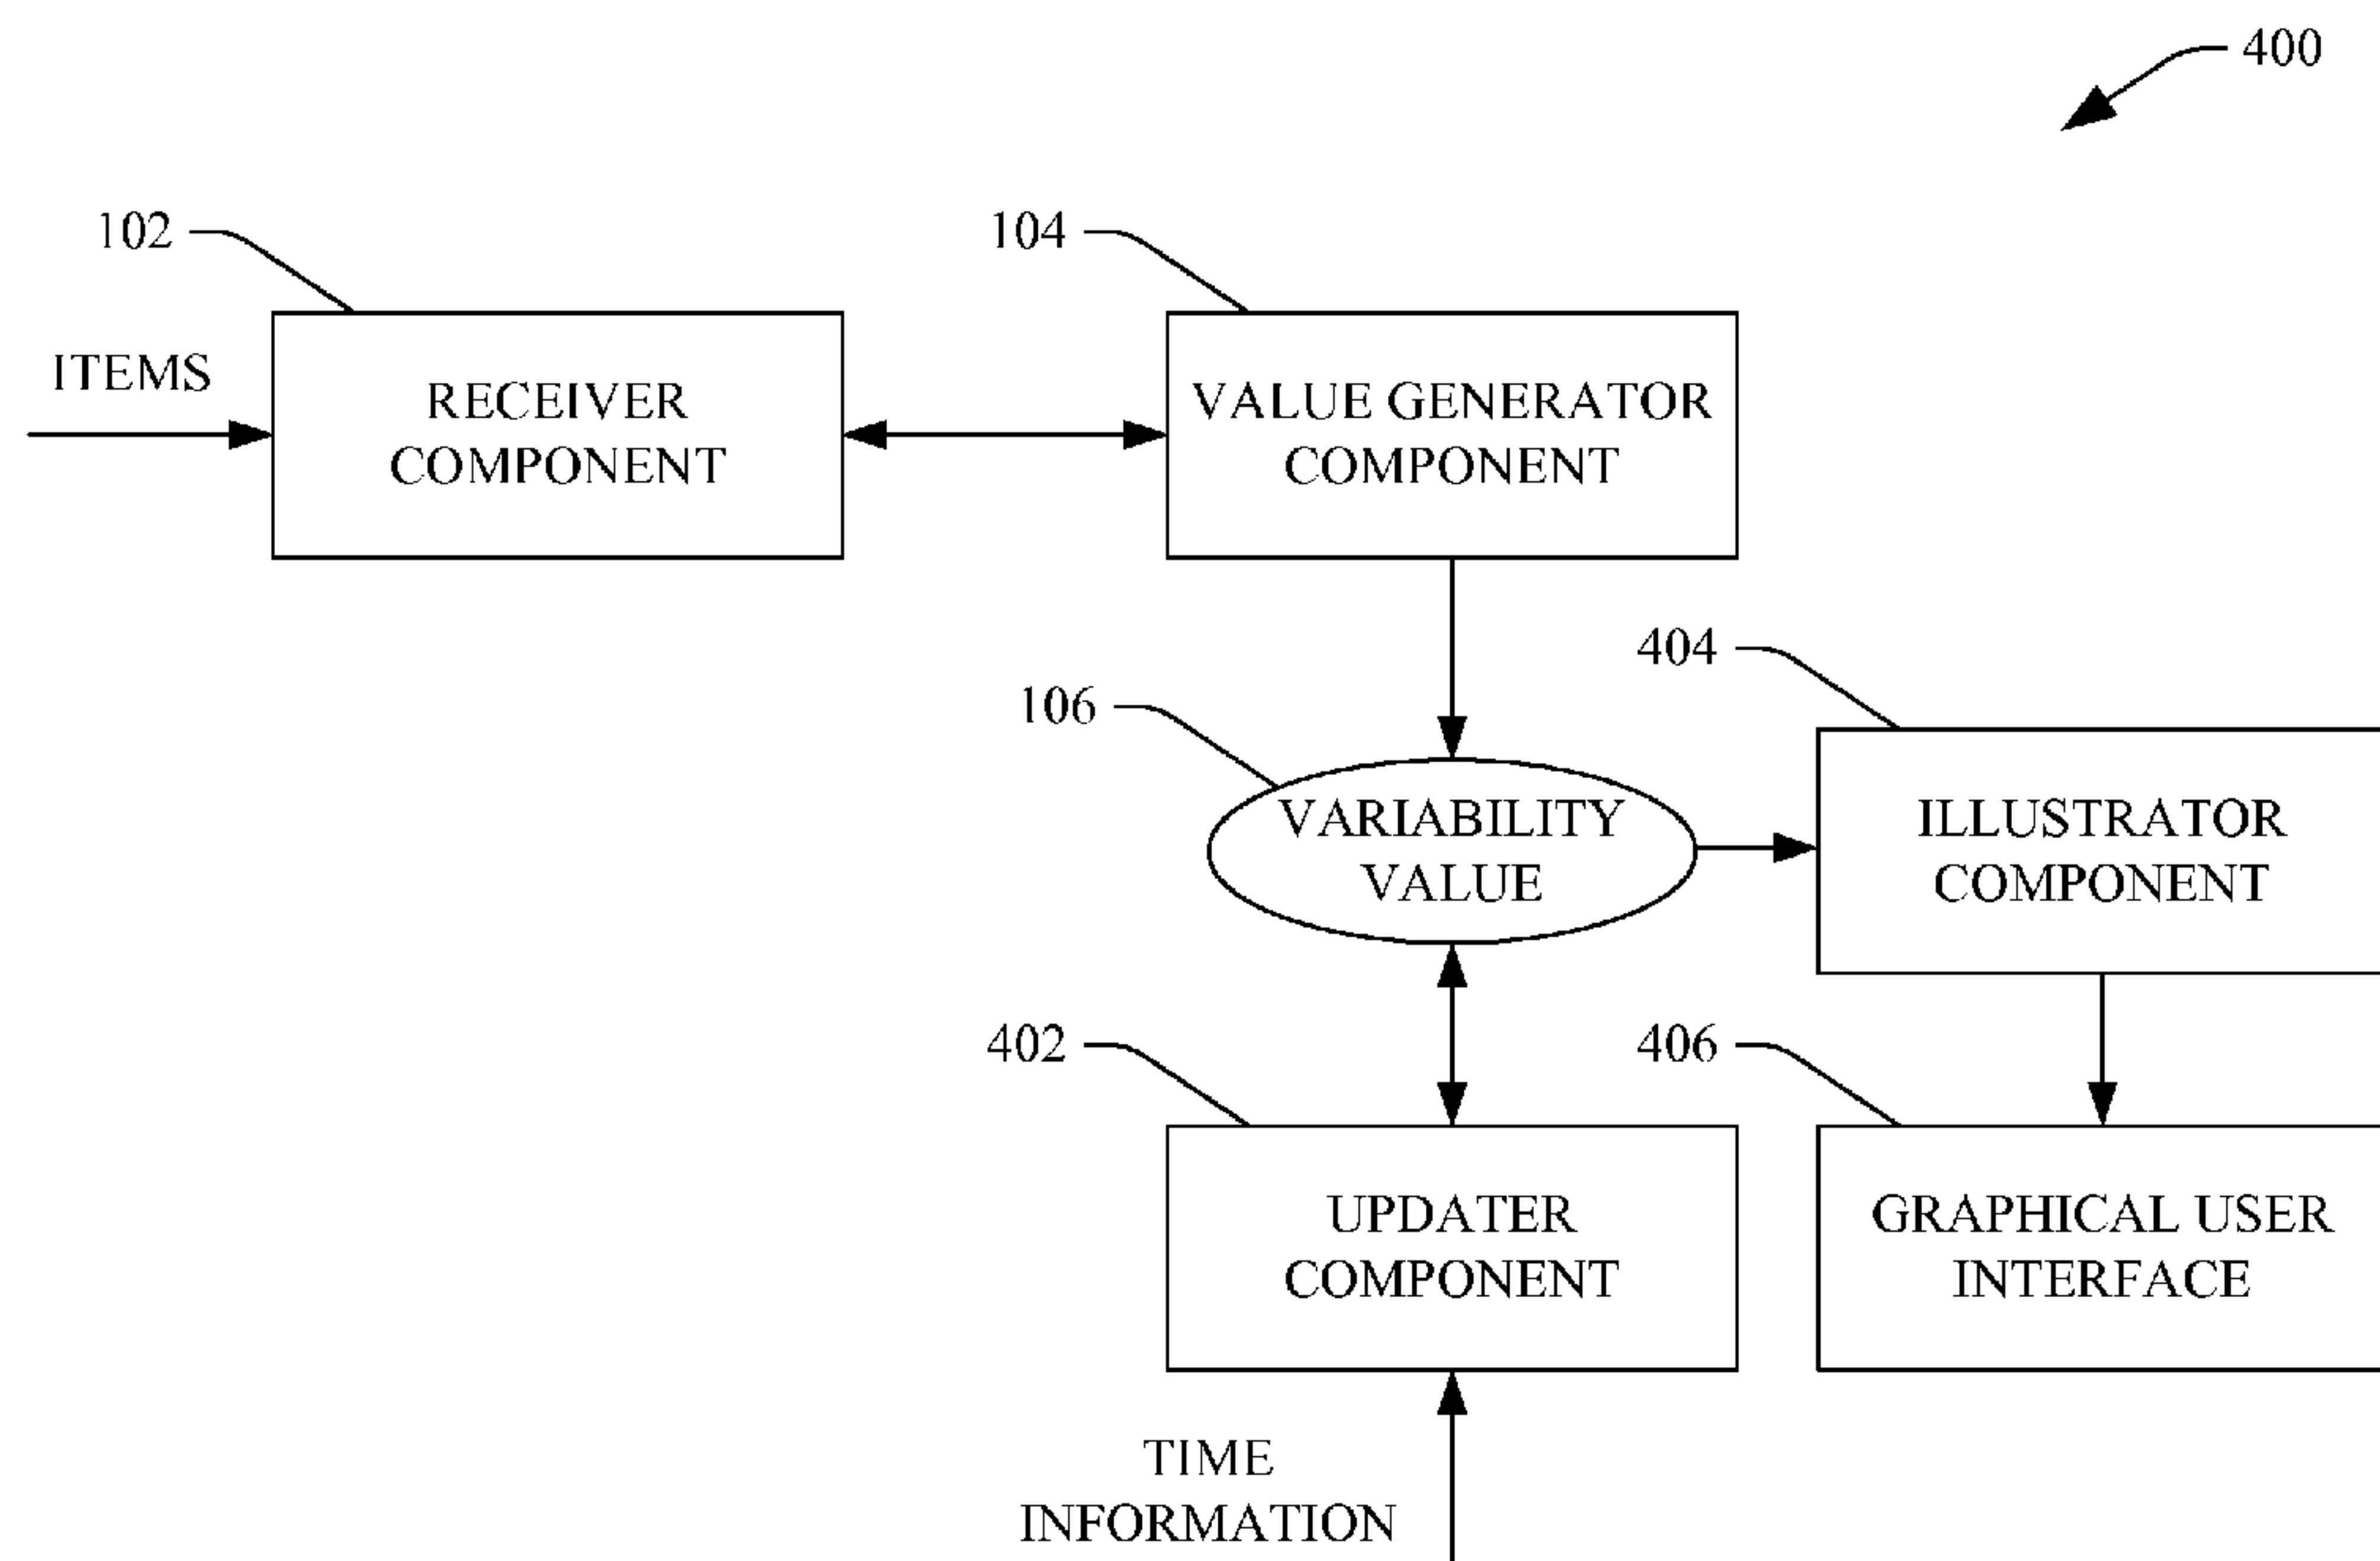 400
102
104
ITEMS
RECEIVER
COMPONENT
VALUE GENERATOR
COMPONENT
404
106
VARIABILITY
VALUE
ILLUSTRATOR
COMPONENT
402
406
UPDATER
COMPONENT
GRAPHICAL USER
INTERFACE
TIME
INFORMATION